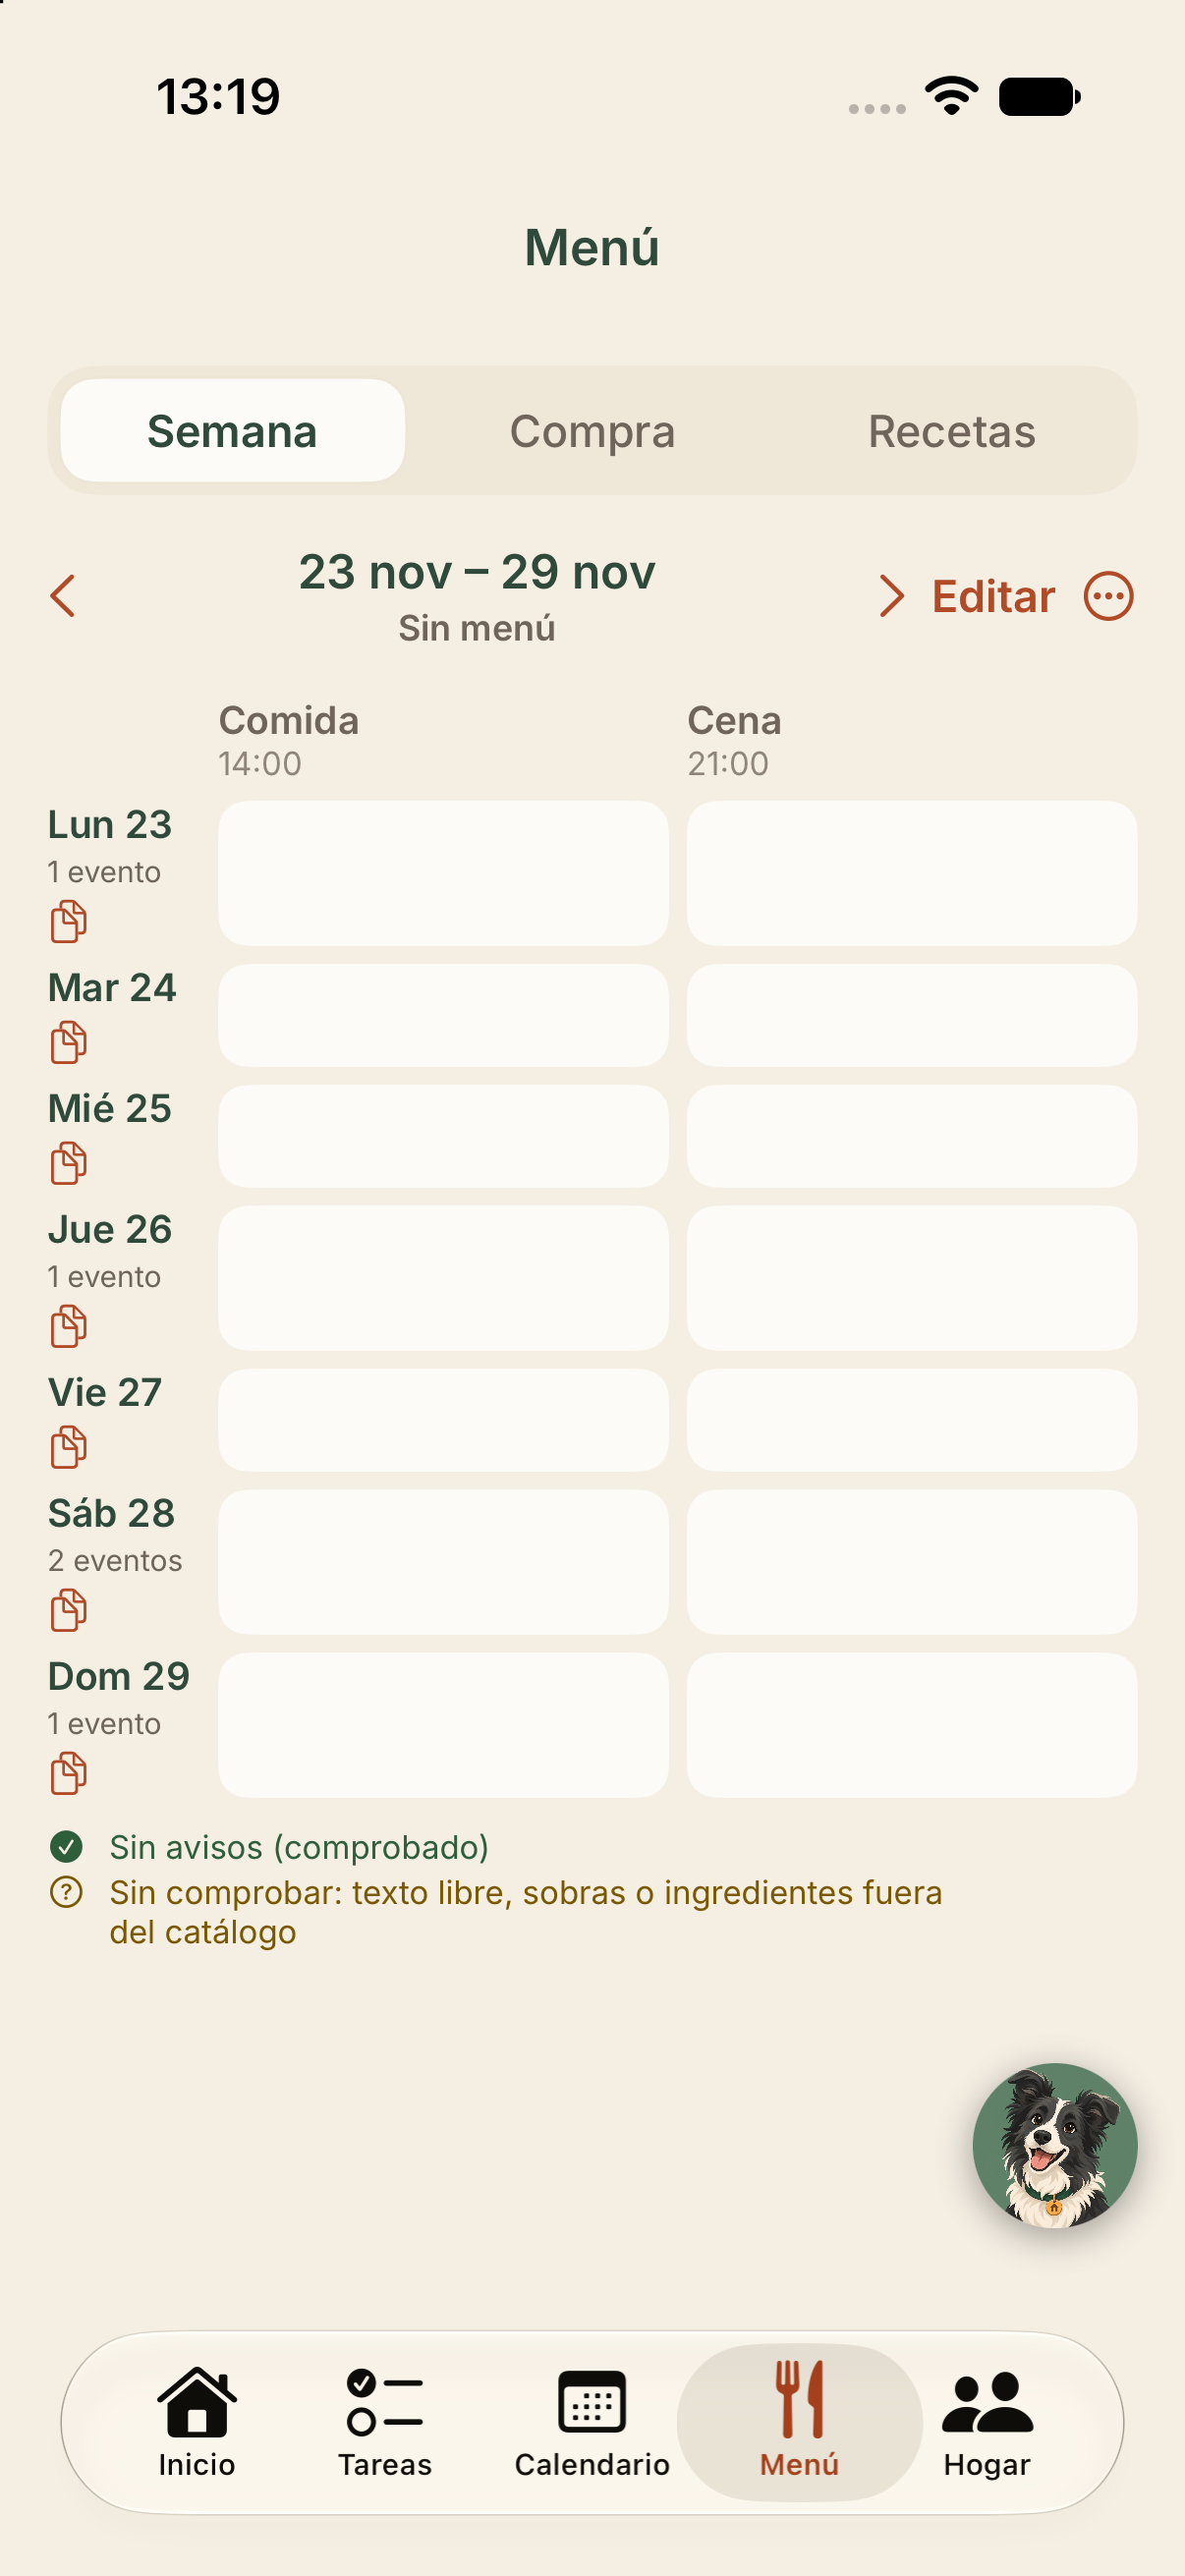 13:19
Menú
Semana
Compra
Recetas
23 nov – 29 nov
Sin menú
Editar
Comida
14:00
Cena
21:00
Lun 23
1 evento
Mar 24
Mié 25
Jue 26
1 evento
Vie 27
Sáb 28
2 eventos
Dom 29
1 evento
Sin avisos (comprobado)
Sin comprobar: texto libre, sobras o ingredientes fuera
del catálogo
Inicio
Tareas
Calendario
Menú
Hogar